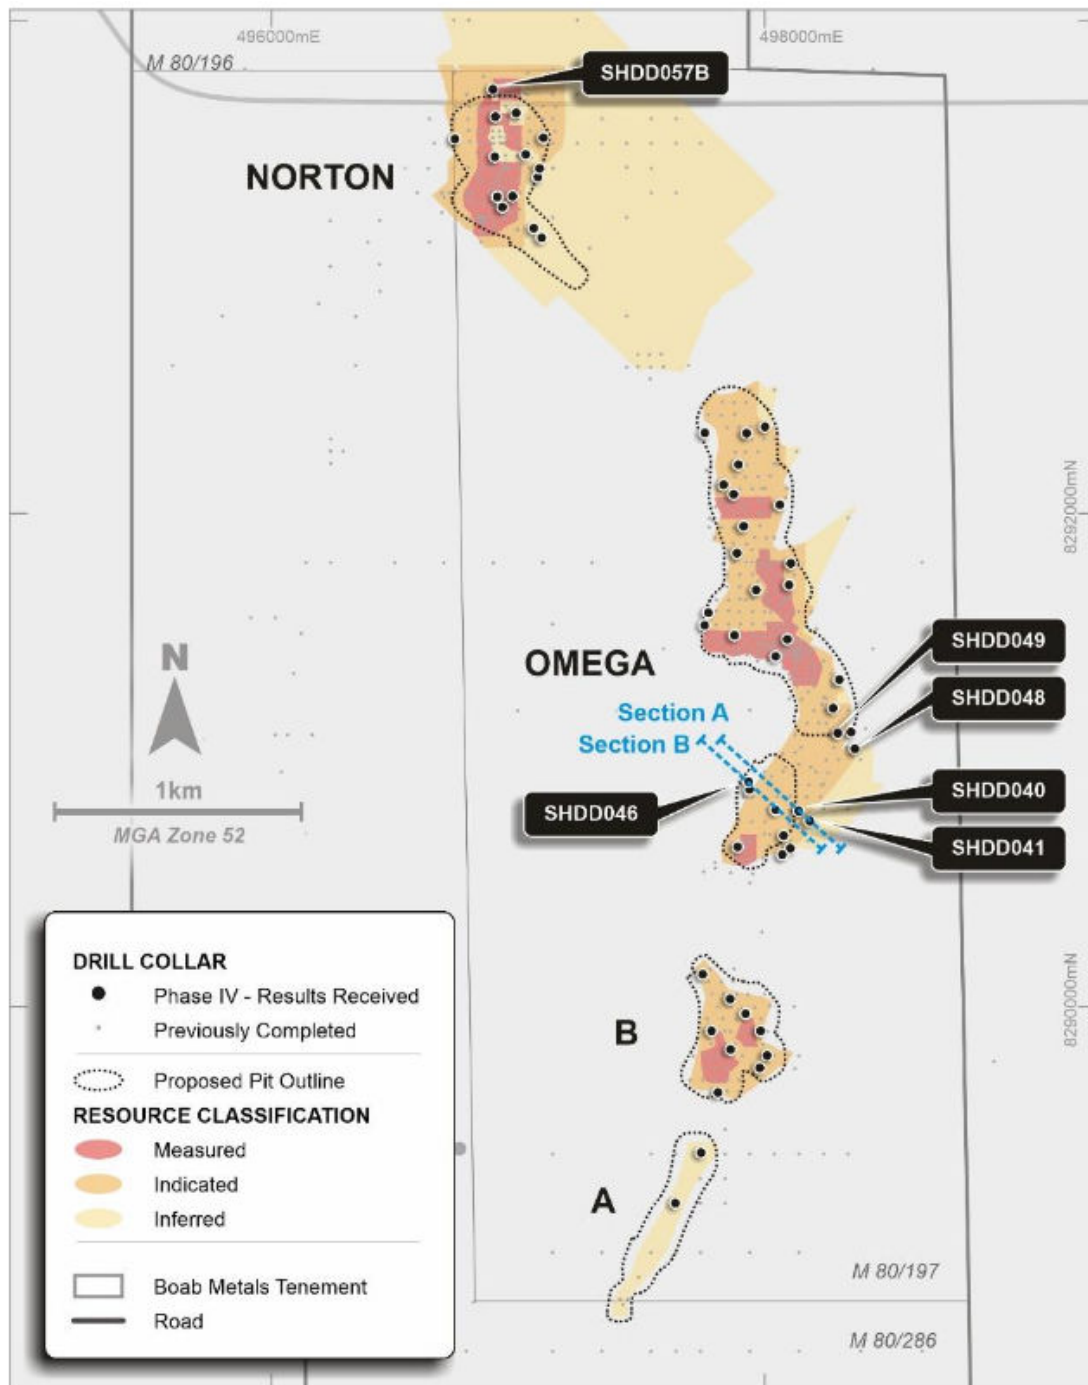 496000mE
498000mE
M 80/196
SHDD057B
NORTON
8292000mN
SHDD049
OMEGA
SHDD048
Section A
Section B
N
SHDD040
1km
SHDD046
MGA Zone 52
SHDD041
DRILL COLLAR
Phase IV - Results Received
Previously Completed
Proposed Pit Outline
RESOURCE CLASSIFICATION
Measured
Indicated
Inferred
Boab Metals Tenement
Road
8290000mN
B
A
M 80/197
M 80/286